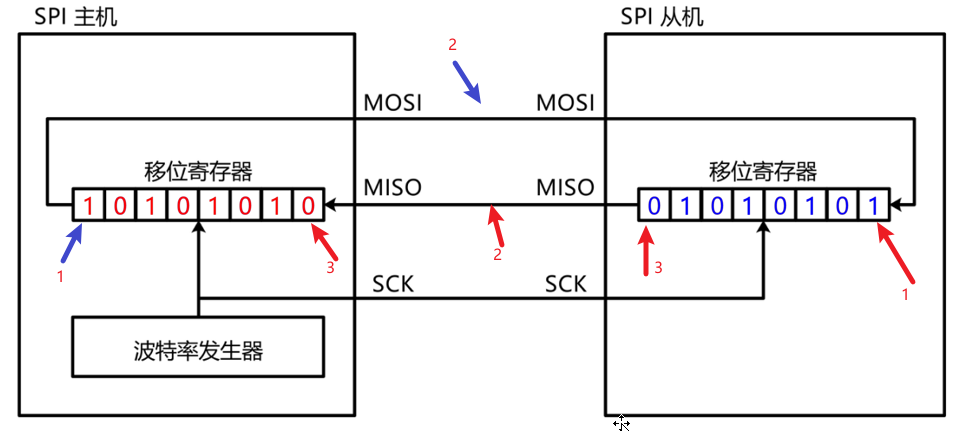 SPI 主机
SPI 从机
2
MOSI
MOSI
移位寄存器
MISO
MISO
移位寄存器
1 0 1 0 1 0 1 0
0 1 0 1 0 1 0 1
1
3
2
3
1
SCK
SCK
波特率发生器